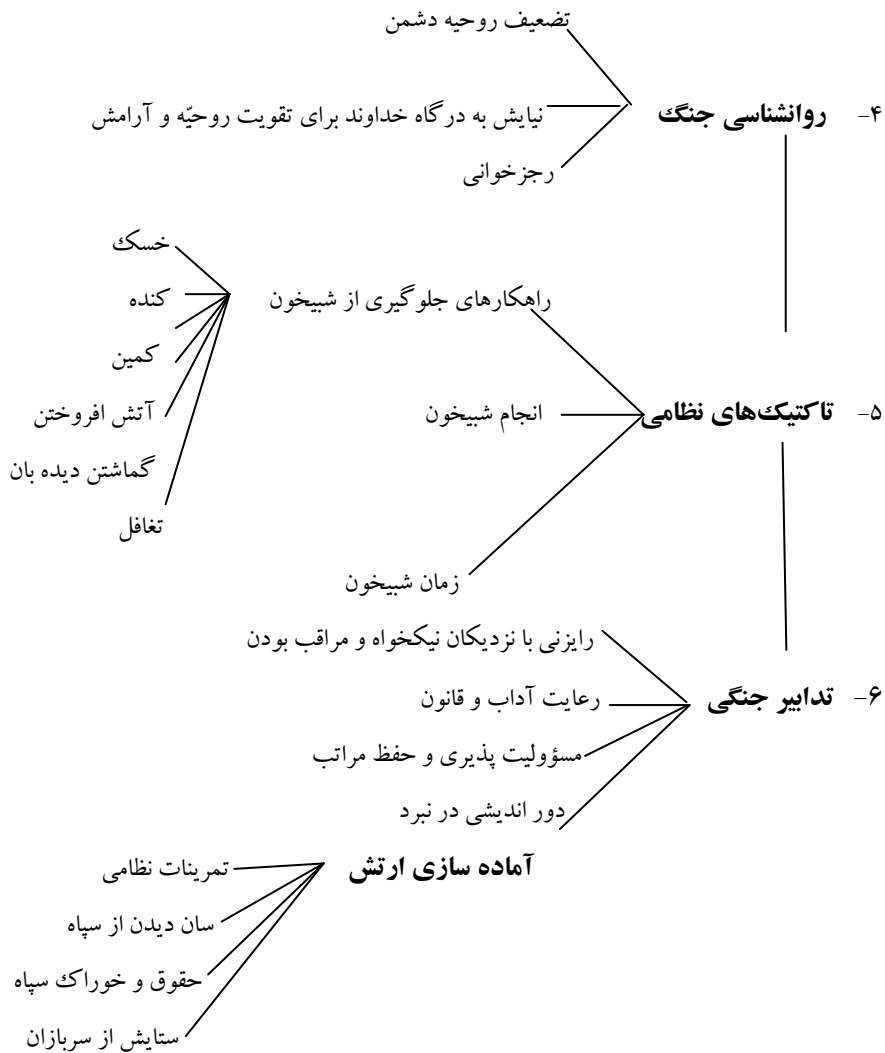 تضعیف روحیه دشمن
۴- روانشناسی جنگ
نیایش به درگاه خداوند برای تقویت روحیّه و آرامش
رجزخوانی
خسک
راهکارهای جلوگیری از شبیخون
کنده
کمین
۵- تاکتیک‌های نظامی
انجام شبیخون
آتش افروختن
گماشتن دیده بان
تغافل
زمان شبیخون
رایزنی با نزدیکان نیکخواه و مراقب بودن
۶- تدابیر جنگی
رعایت آداب و قانون
مسؤولیت پذیری و حفظ مراتب
دور اندیشی در نبرد
آماده سازی ارتش
تمرینات نظامی
سان دیدن از سپاه
حقوق و خوراک سپاه
ستایش از سربازان